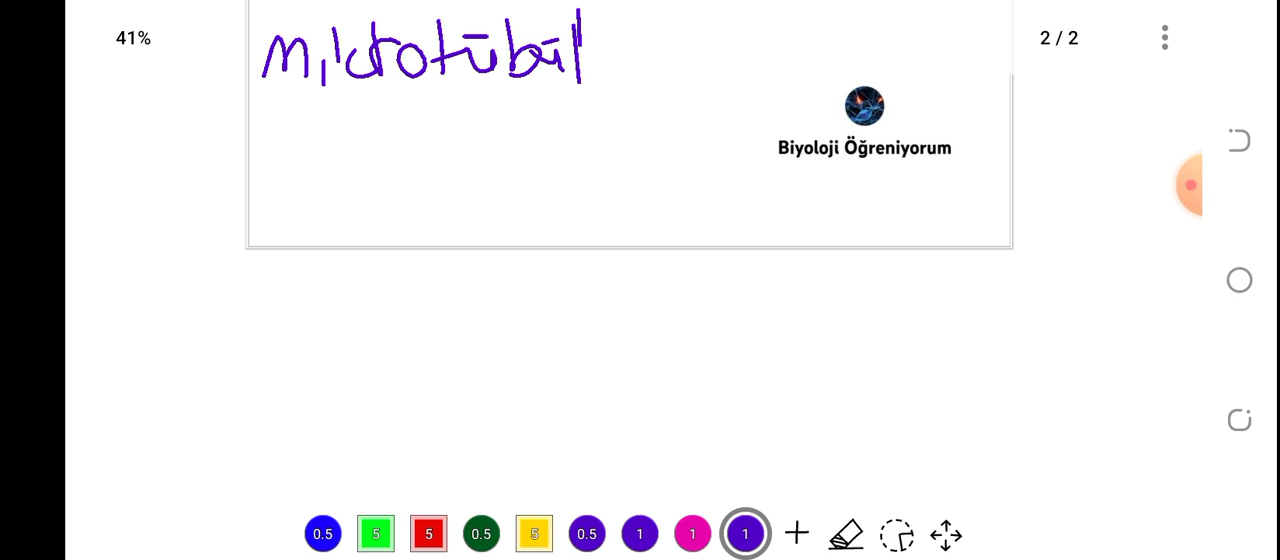 41%
mikrotübül
2 / 2
Biyoloji Öğreniyorum
0.5 5 5 0.5 5 0.5 1 1 1